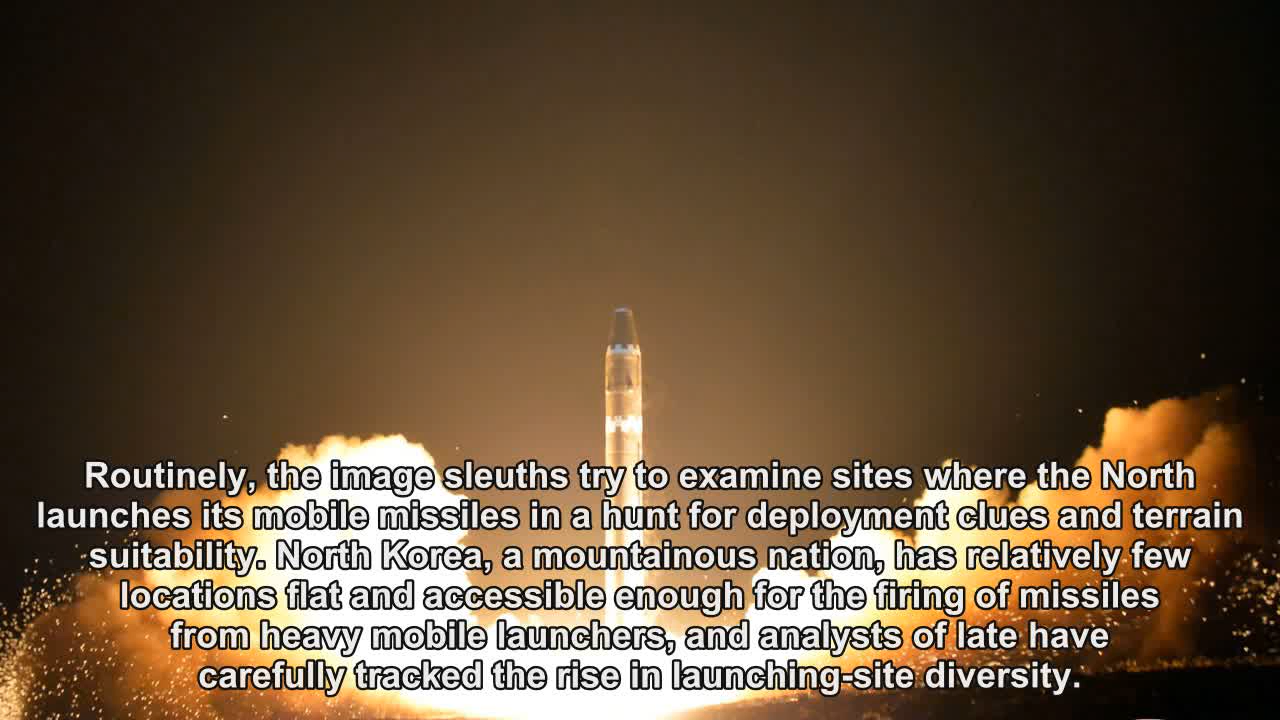 Routinely, the image sleuths try to examine sites where the North
launches its mobile missiles in a hunt for deployment clues and terrain
suitability. North Korea, a mountainous nation, has relatively few
locations flat and accessible enough for the firing of missiles
from heavy mobile launchers, and analysts of late have
carefully tracked the rise in launching-site diversity.